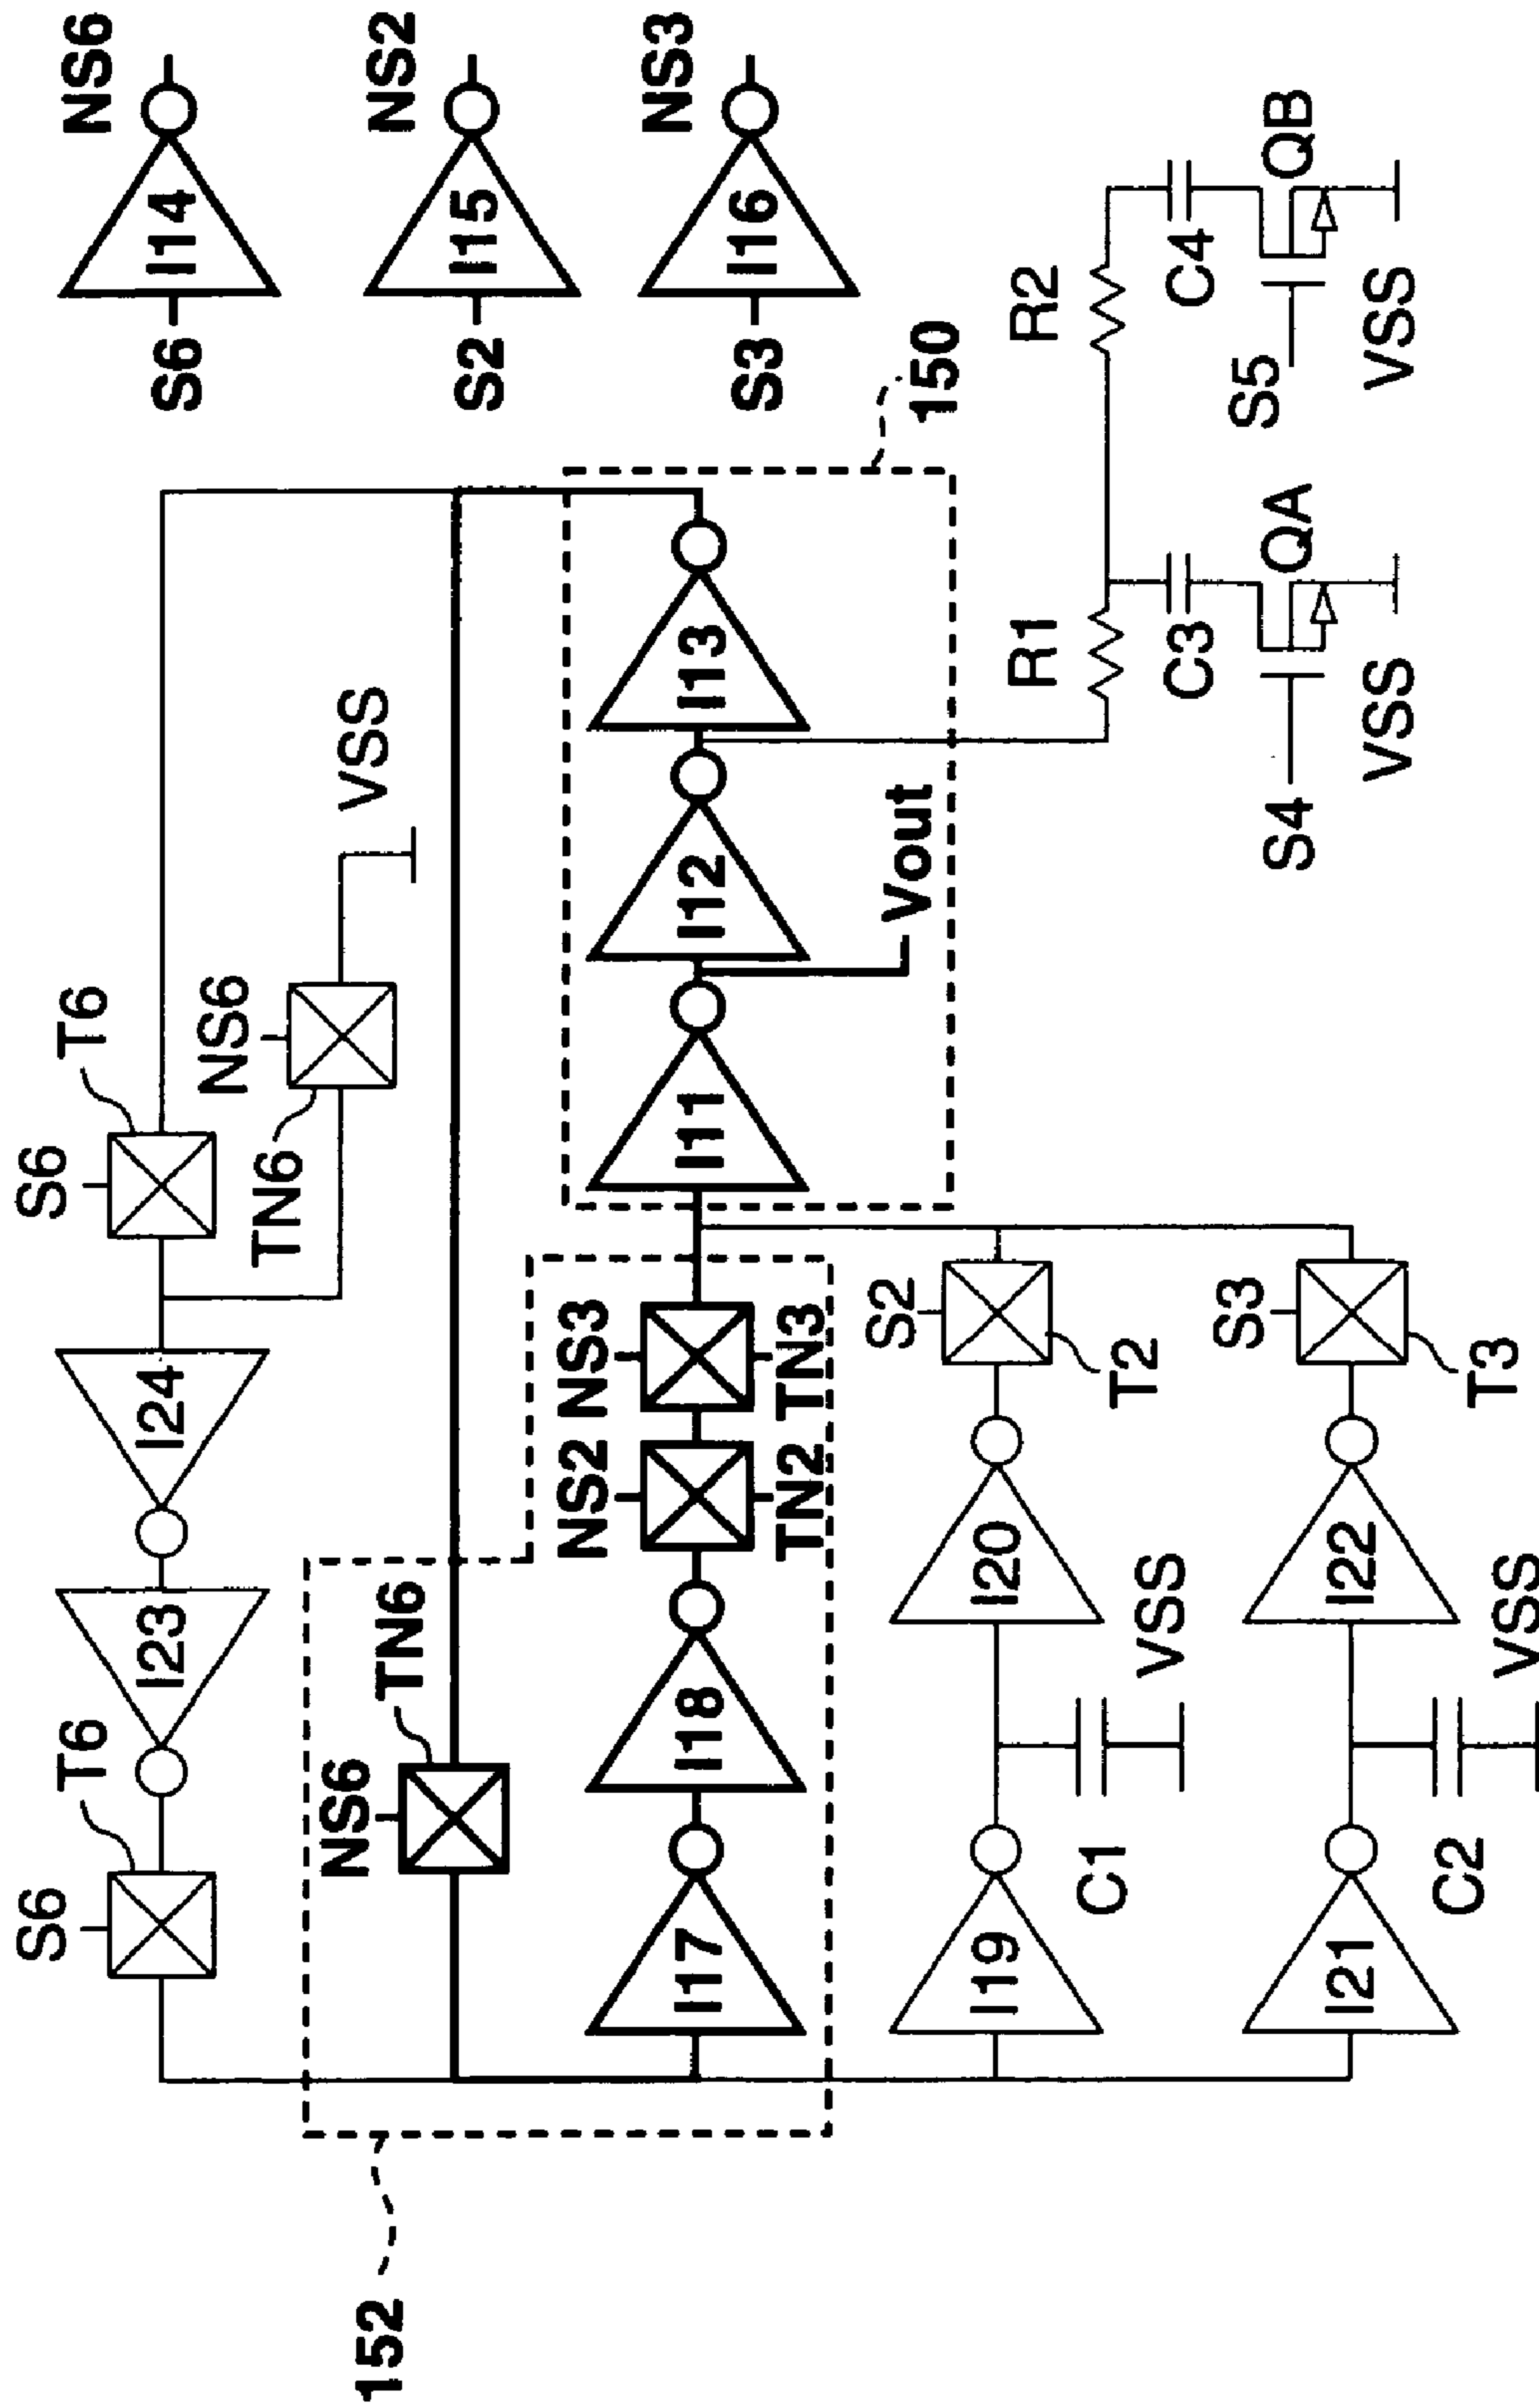 S6
T6
S6
T6
NS6
I23
I24
TN6
NS6
VSS
S6
I14
NS6
152
NS6
TN6
S2
I15
NS2
NS2
NS3
150
S3
I16
NS3
I17
I18
TN2
TN3
I11
I12
I13
Vout
S2
I19
I20
T2
C1
VSS
R1
R2
S3
I21
I22
T3
C2
VSS
C3
C4
S4
QA
S5
QB
VSS
VSS